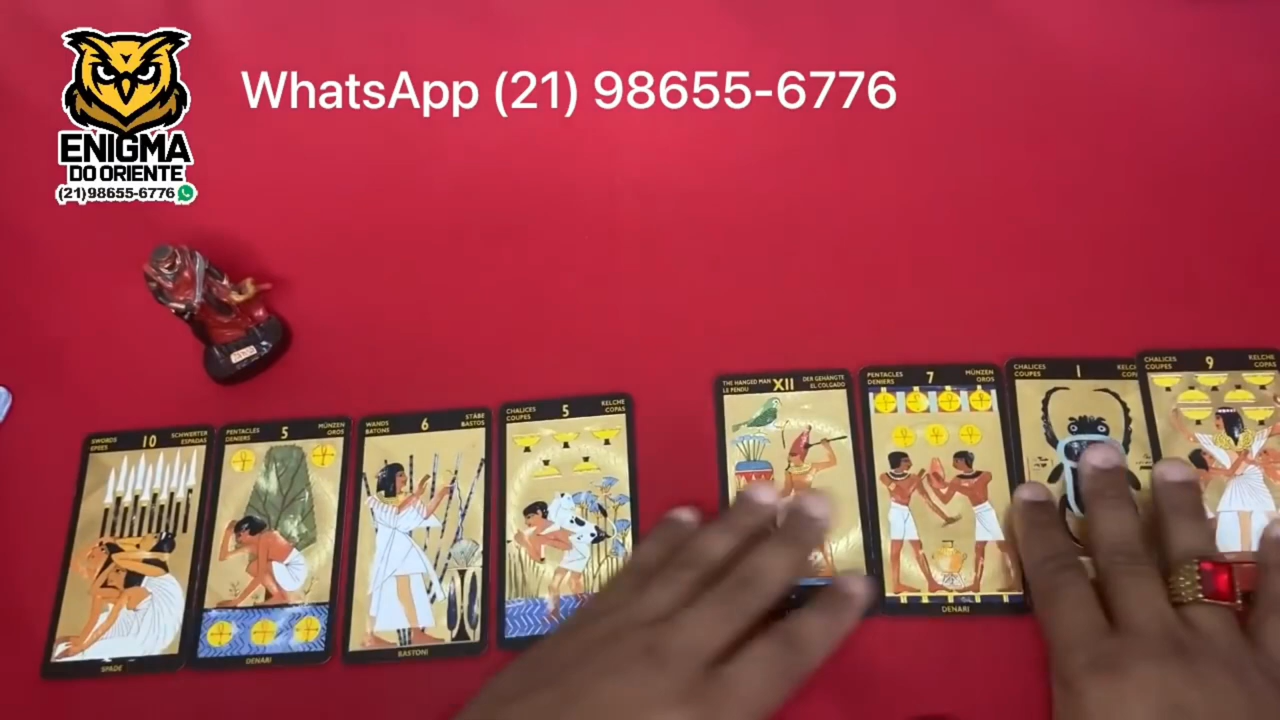 WhatsApp (21) 98655-6776
ENIGMA
DO ORIENTE
(21)98655-6776
SWORDS
EPEES
10
SCHWERTER
ESPADAS
SPADE
PENTACLES
DENIERS
5
MÜNZEN
OROS
DENARI
WANDS
BATONS
6
STÄBE
BASTOS
BASTONI
CHALICES
COUPES
5
KELCHE
COPAS
THE HANGED MAN
LE PENDU
XII
DER GEHÄNGTE
EL COLGADO
PENTACLES
DENIERS
7
MÜNZEN
OROS
DENARI
CHALICES
COUPES
1
CHALICES
COUPES
9
KELCHE
COPAS